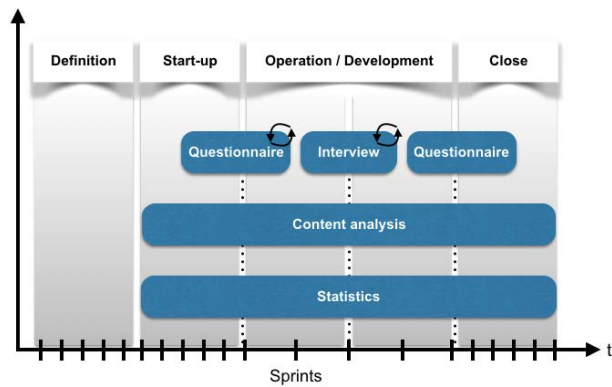 Definition
Start-up
Operation / Development
Close
Questionnaire
Interview
Questionnaire
Content analysis
Statistics
t
Sprints